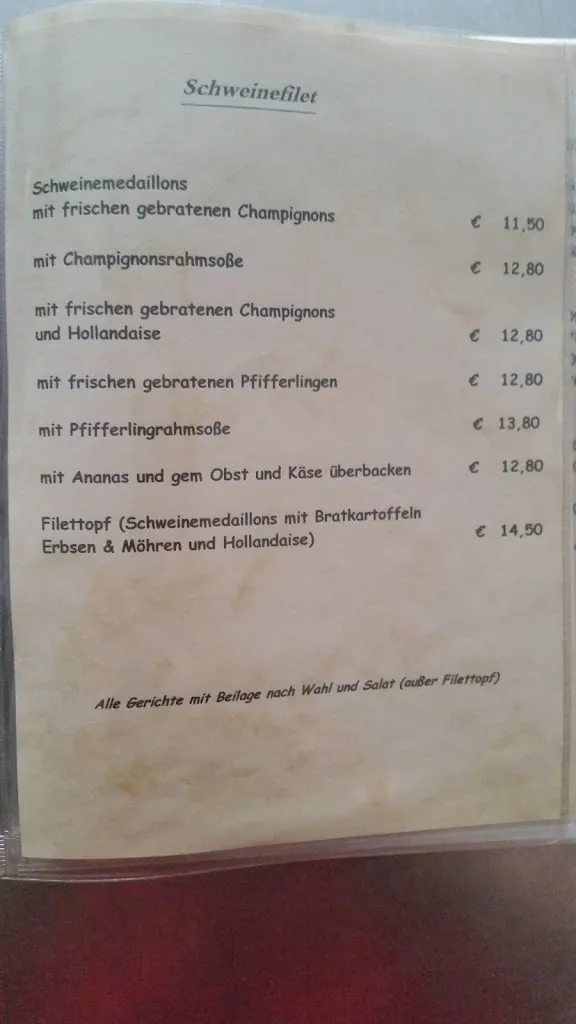 Schweinefilet
Schweinemedaillons
mit frischen gebratenen Champignons € 11,50
mit Champignonsrahmsoße € 12,80
mit frischen gebratenen Champignons
und Hollandaise € 12,80
mit frischen gebratenen Pfifferlingen € 12,80
mit Pfifferlingrahmsoße € 13,80
mit Ananas und gem Obst und Käse überbacken € 12,80
Filettopf (Schweinemedaillons mit Bratkartoffeln
Erbsen & Möhren und Hollandaise) € 14,50
Alle Gerichte mit Beilage nach Wahl und Salat (außer Filettopf)